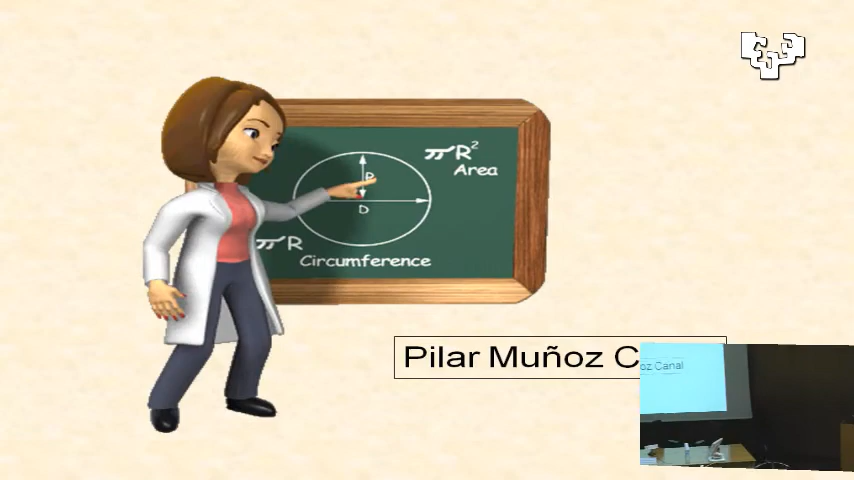 πR²
Area
R
D
πR
Circumference
Pilar Muñoz C
oz Canal